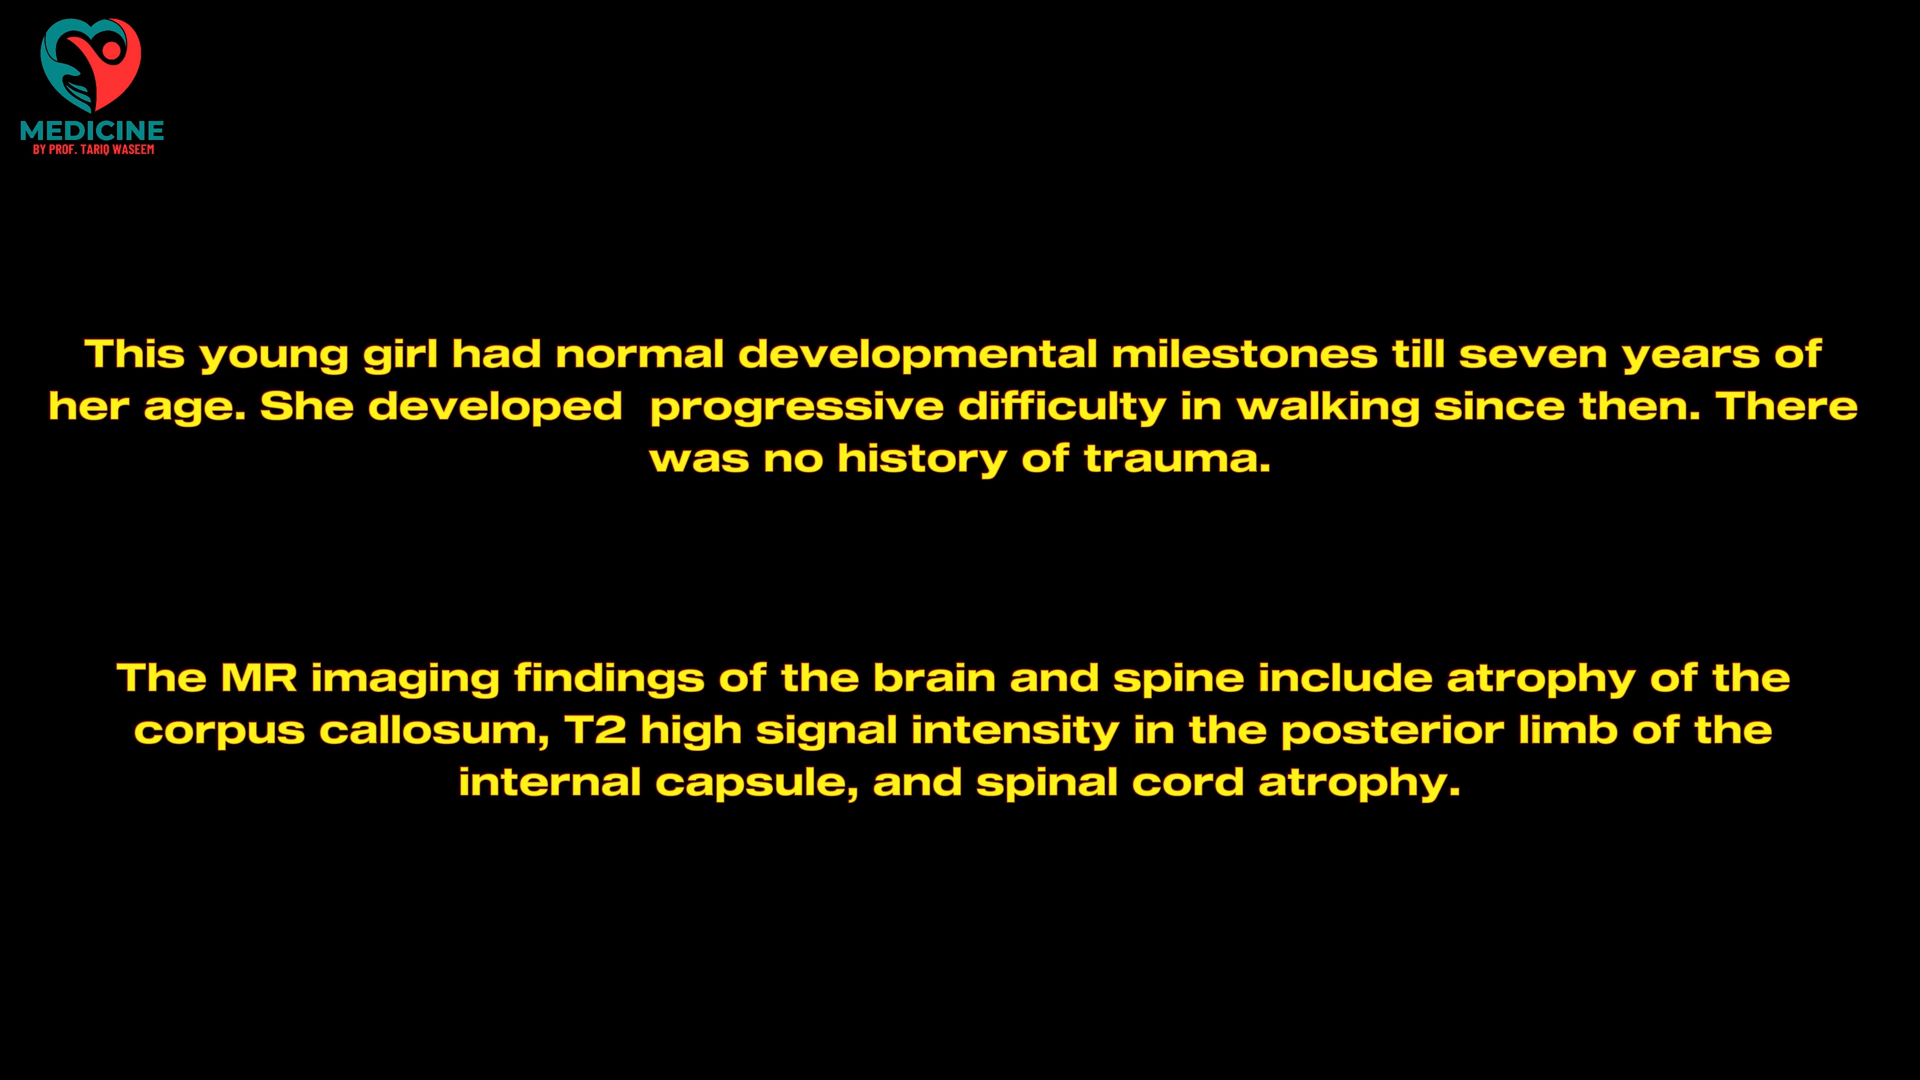 MEDICINE
BY PROF. TARIQ WASEEM
This young girl had normal developmental milestones till seven years of
her age. She developed  progressive difficulty in walking since then. There
was no history of trauma.
The MR imaging findings of the brain and spine include atrophy of the
corpus callosum, T2 high signal intensity in the posterior limb of the
internal capsule, and spinal cord atrophy.